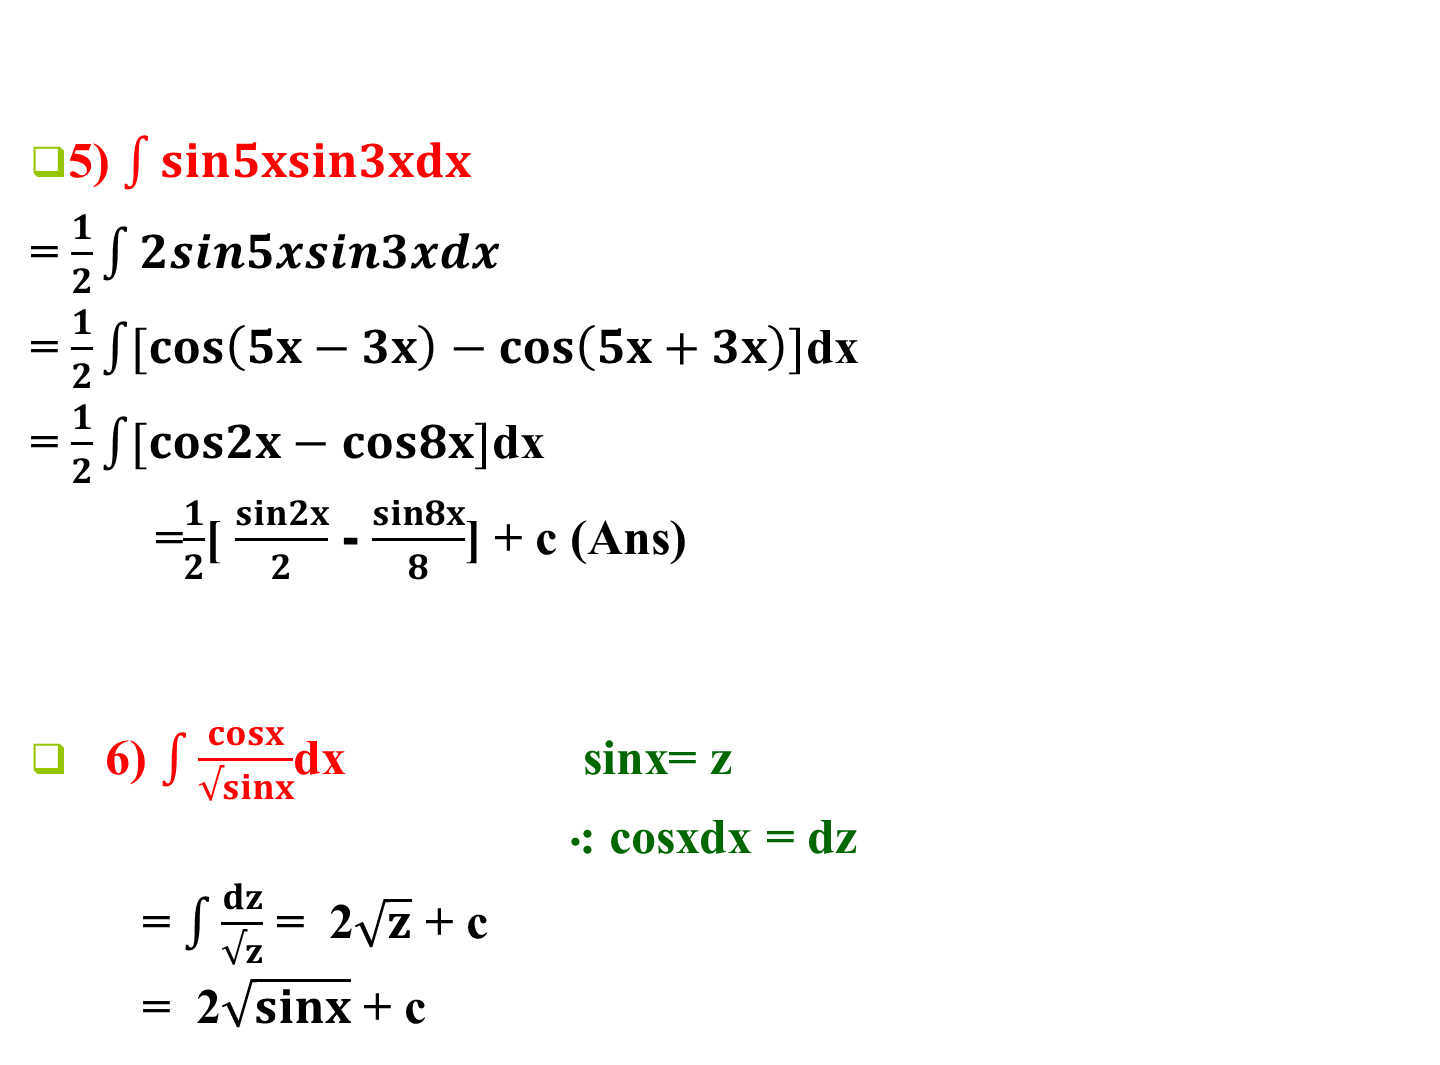 ❑5) ∫ sin5xsin3xdx
= 1/2 ∫ 2sin5xsin3xdx
= 1/2 ∫[cos(5x − 3x) − cos(5x + 3x)]dx
= 1/2 ∫[cos2x − cos8x]dx
=1/2[ sin2x/2 - sin8x/8] + c (Ans)
❑ 6) ∫ cosx/√sinx dx sinx= z
∴ cosxdx = dz
= ∫ dz/√z = 2√z + c
= 2√sinx + c